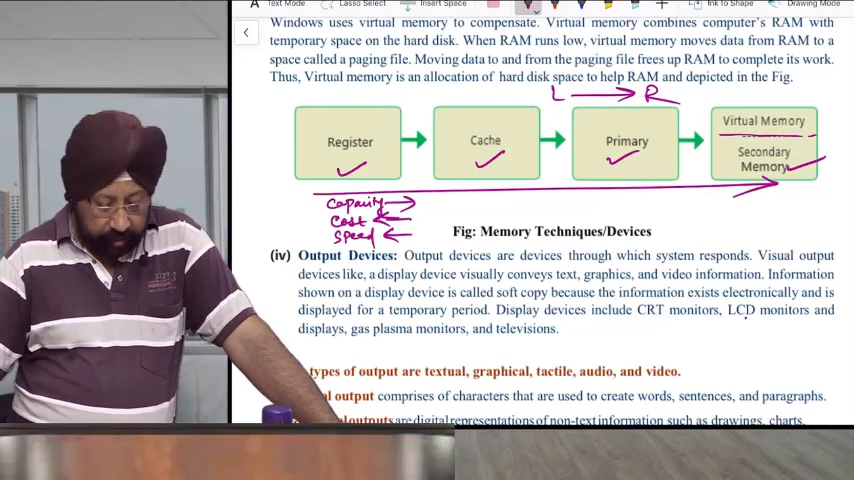 A Text Mode Lasso Select Insert Space Ink to Shape Drawing Mode
Windows uses virtual memory to compensate. Virtual memory combines computer's RAM with
temporary space on the hard disk. When RAM runs low, virtual memory moves data from RAM to a
space called a paging file. Moving data to and from the paging file frees up RAM to complete its work.
Thus, Virtual memory is an allocation of hard disk space to help RAM and depicted in the Fig.
L → R
Register
Cache
Primary
Virtual Memory
Secondary
Memory
Capacity →
Cost ←
Speed ←
Fig: Memory Techniques/Devices
(iv) Output Devices: Output devices are devices through which system responds. Visual output
devices like, a display device visually conveys text, graphics, and video information. Information
shown on a display device is called soft copy because the information exists electronically and is
displayed for a temporary period. Display devices include CRT monitors, LCD monitors and
displays, gas plasma monitors, and televisions.
types of output are textual, graphical, tactile, audio, and video.
output comprises of characters that are used to create words, sentences, and paragraphs.
outputs are digital representations of non-text information such as drawings, charts,